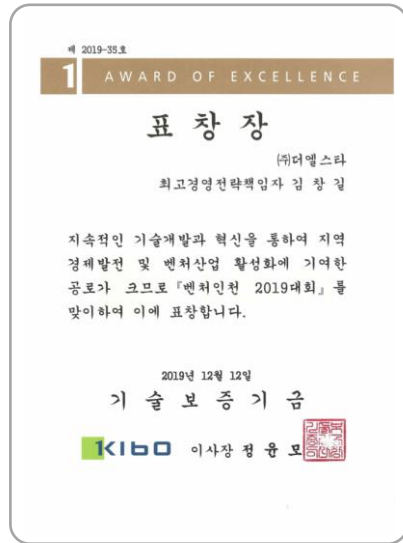 제 2019-35호
1 AWARD OF EXCELLENCE
표 창 장
㈜더엘스타
최고경영전략책임자 김 창 길
지속적인 기술개발과 혁신을 통하여 지역
경제발전 및 벤처산업 활성화에 기여한
공로가 크므로 『벤처인천 2019대회』를
맞이하여 이에 표창합니다.
2019년 12월 12일
기 술 보 증 기 금
KIBO 이사장 정 윤 모